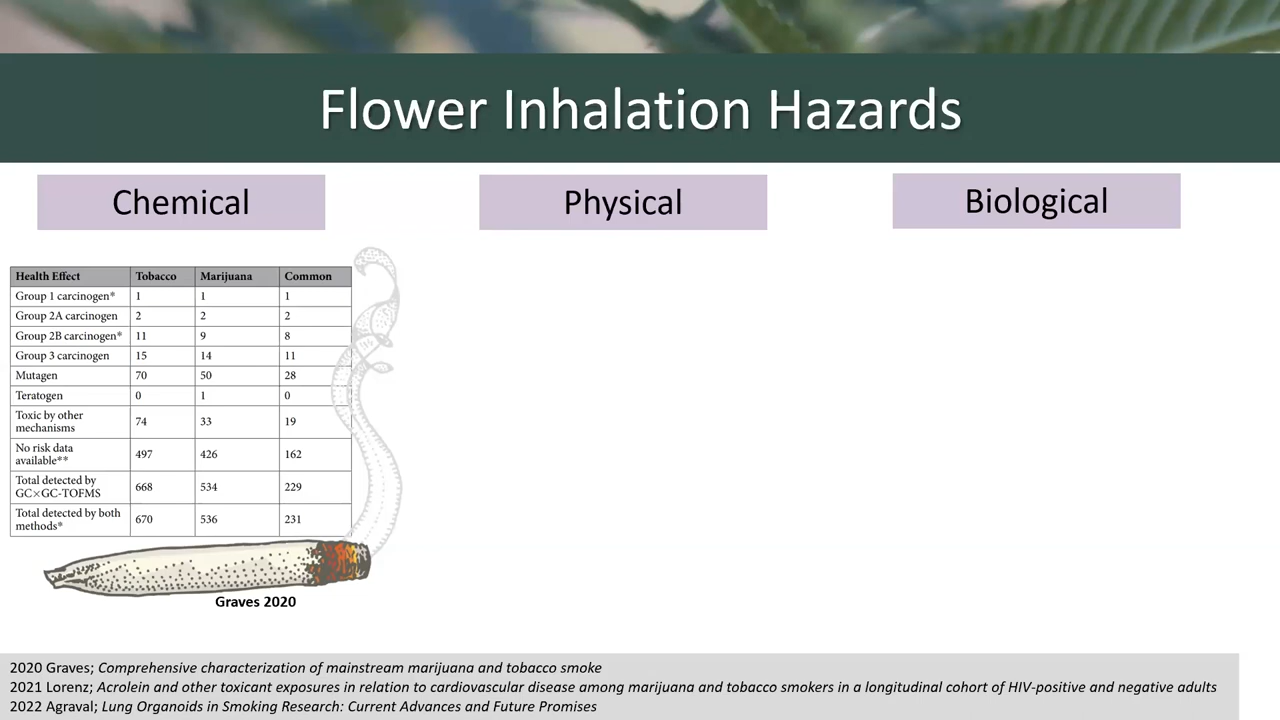 Flower Inhalation Hazards
Chemical
Physical
Biological
Health Effect Tobacco Marijuana Common
Group 1 carcinogen* 1 1 1
Group 2A carcinogen 2 2 2
Group 2B carcinogen* 11 9 8
Group 3 carcinogen 15 14 11
Mutagen 70 50 28
Teratogen 0 1 0
Toxic by other
mechanisms 74 33 19
No risk data
available** 497 426 162
Total detected by
GC×GC-TOFMS 668 534 229
Total detected by both
methods* 670 536 231
Graves 2020
2020 Graves; Comprehensive characterization of mainstream marijuana and tobacco smoke
2021 Lorenz; Acrolein and other toxicant exposures in relation to cardiovascular disease among marijuana and tobacco smokers in a longitudinal cohort of HIV-positive and negative adults
2022 Agraval; Lung Organoids in Smoking Research: Current Advances and Future Promises